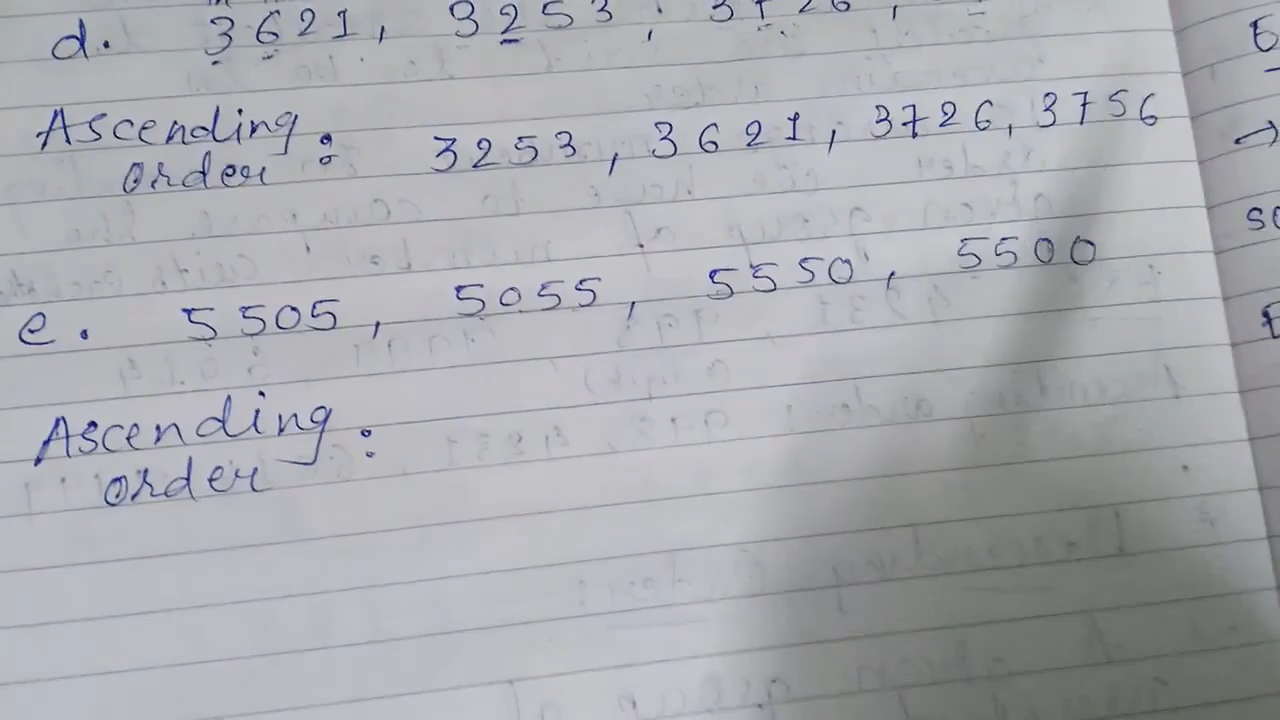 d. 3621, 3253,
Ascending
order : 3253, 3621, 3726, 3756
e. 5505, 5055, 5550, 5500
Ascending
order :